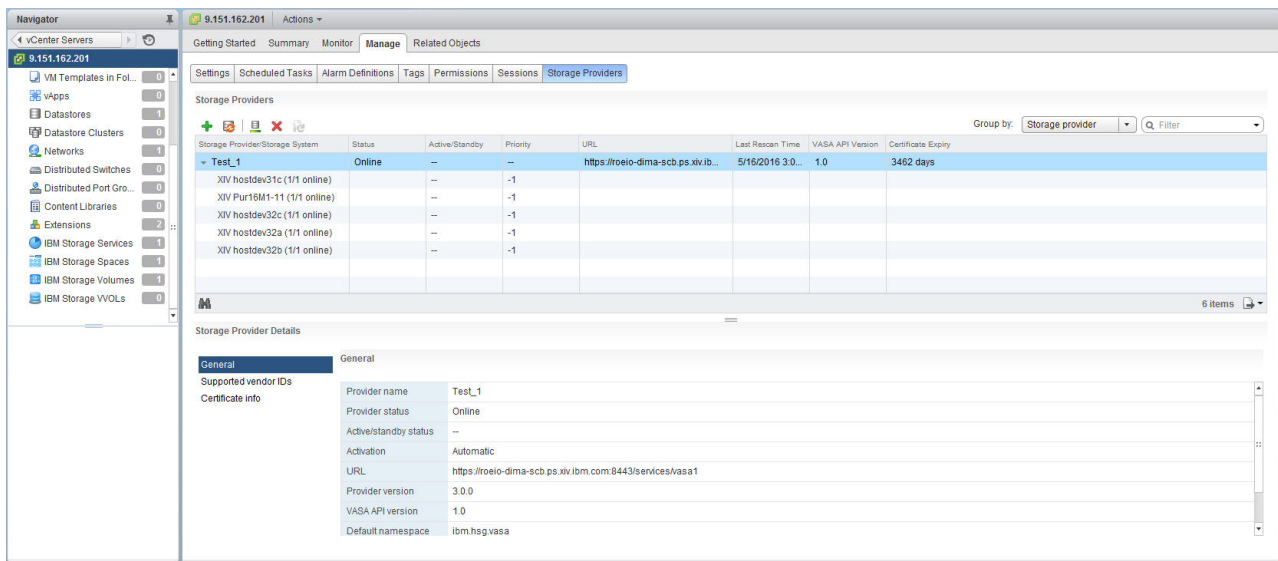 Navigator
vCenter Servers
9.151.162.201
VM Templates in Fol... 0
vApps 0
Datastores 1
Datastore Clusters 0
Networks 1
Distributed Switches 0
Distributed Port Gro... 0
Content Libraries 0
Extensions 2
IBM Storage Services 1
IBM Storage Spaces 1
IBM Storage Volumes 1
IBM Storage VVOLs 0
9.151.162.201 Actions
Getting Started Summary Monitor Manage Related Objects
Settings Scheduled Tasks Alarm Definitions Tags Permissions Sessions Storage Providers
Storage Providers
Group by: Storage provider Filter
Storage Provider/Storage System Status Active/Standby Priority URL Last Rescan Time VASA API Version Certificate Expiry
Test_1 Online -- -- https://roeio-dima-scb.ps.xiv.ib... 5/16/2016 3:0... 1.0 3462 days
XIV hostdev31c (1/1 online) -- -1
XIV Pur16M1-11 (1/1 online) -- -1
XIV hostdev32c (1/1 online) -- -1
XIV hostdev32a (1/1 online) -- -1
XIV hostdev32b (1/1 online) -- -1
6 items
Storage Provider Details
General
Supported vendor IDs
Certificate info
General
Provider name Test_1
Provider status Online
Active/standby status --
Activation Automatic
URL https://roeio-dima-scb.ps.xiv.ibm.com:8443/services/vasa1
Provider version 3.0.0
VASA API version 1.0
Default namespace ibm.hsg.vasa